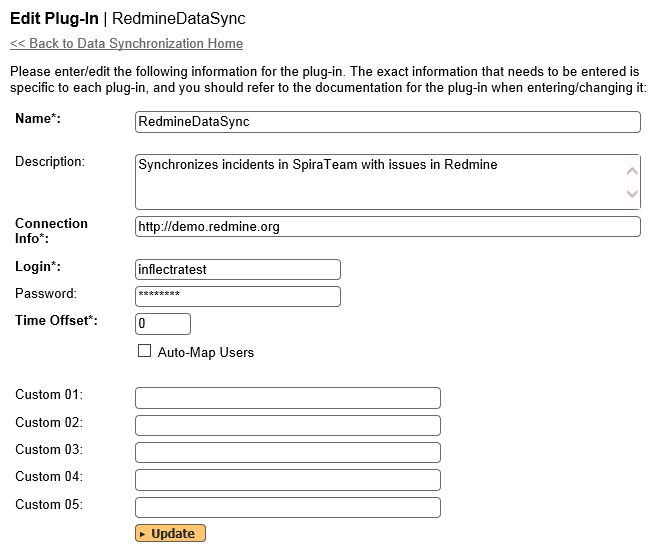 Edit Plug-In | RedmineDataSync
<< Back to Data Synchronization Home
Please enter/edit the following information for the plug-in. The exact information that needs to be entered is
specific to each plug-in, and you should refer to the documentation for the plug-in when entering/changing it:
Name*: RedmineDataSync
Description: Synchronizes incidents in SpiraTeam with issues in Redmine
Connection
Info*: http://demo.redmine.org
Login*: inflectratest
Password: ********
Time Offset*: 0
Auto-Map Users
Custom 01:
Custom 02:
Custom 03:
Custom 04:
Custom 05:
Update